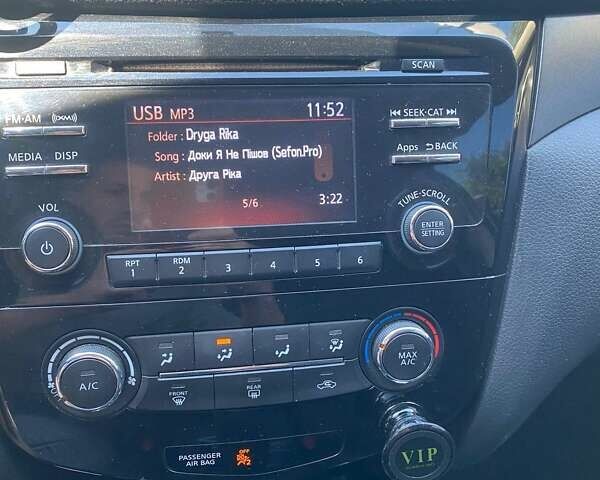 SCAN
USB MP3 11:52
FM·AM ((XM))
SEEK·CAT
Folder : Dryga Rika
MEDIA DISP
Song : Доки Я Не Пішов (Sefon.Pro)
Apps BACK
Artist : Друга Ріка
5/6 3:22
VOL
TUNE·SCROLL
ENTER
SETTING
RPT
1
RDM
2
3
4
5
6
A/C
MAX
A/C
FRONT
REAR
PASSENGER
AIR BAG
OFF
2
VIP